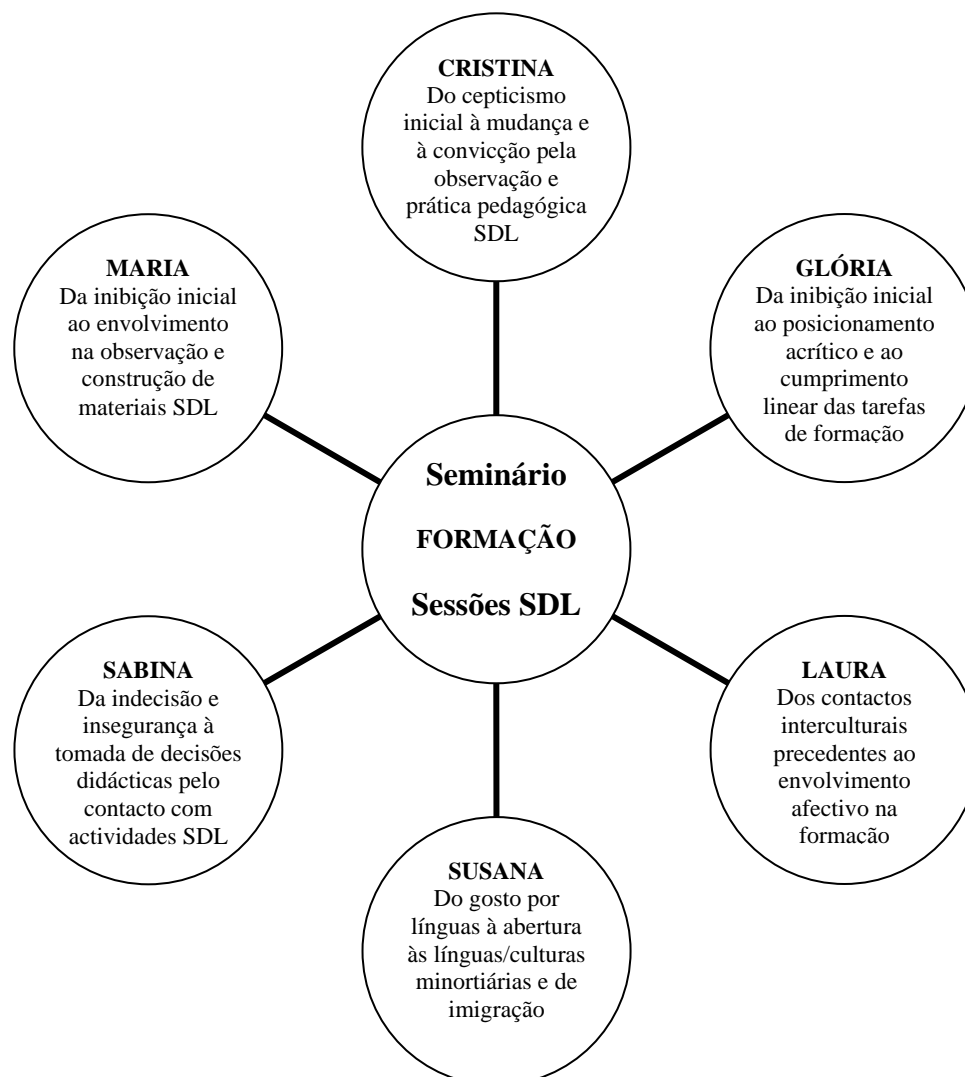 CRISTINA
Do cepticismo
inicial à mudança e
à convicção pela
observação e
prática pedagógica
SDL
MARIA
Da inibição inicial
ao envolvimento
na observação e
construção de
materiais SDL
GLÓRIA
Da inibição inicial
ao posicionamento
acrítico e ao
cumprimento
linear das tarefas
de formação
Seminário
FORMAÇÃO
Sessões SDL
SABINA
Da indecisão e
insegurança à
tomada de decisões
didácticas pelo
contacto com
actividades SDL
LAURA
Dos contactos
interculturais
precedentes ao
envolvimento
afectivo na
formação
SUSANA
Do gosto por
línguas à abertura
às línguas/culturas
minortiárias e de
imigração